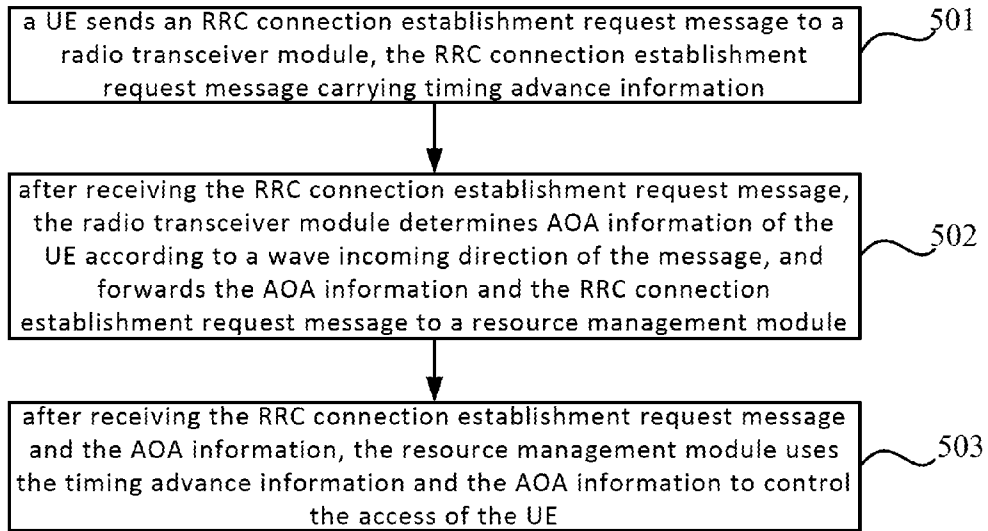 a UE sends an RRC connection establishment request message to a
radio transceiver module, the RRC connection establishment
request message carrying timing advance information
501
after receiving the RRC connection establishment request message,
the radio transceiver module determines AOA information of the
UE according to a wave incoming direction of the message, and
forwards the AOA information and the RRC connection
establishment request message to a resource management module
502
after receiving the RRC connection establishment request message
and the AOA information, the resource management module uses
the timing advance information and the AOA information to control
the access of the UE
503